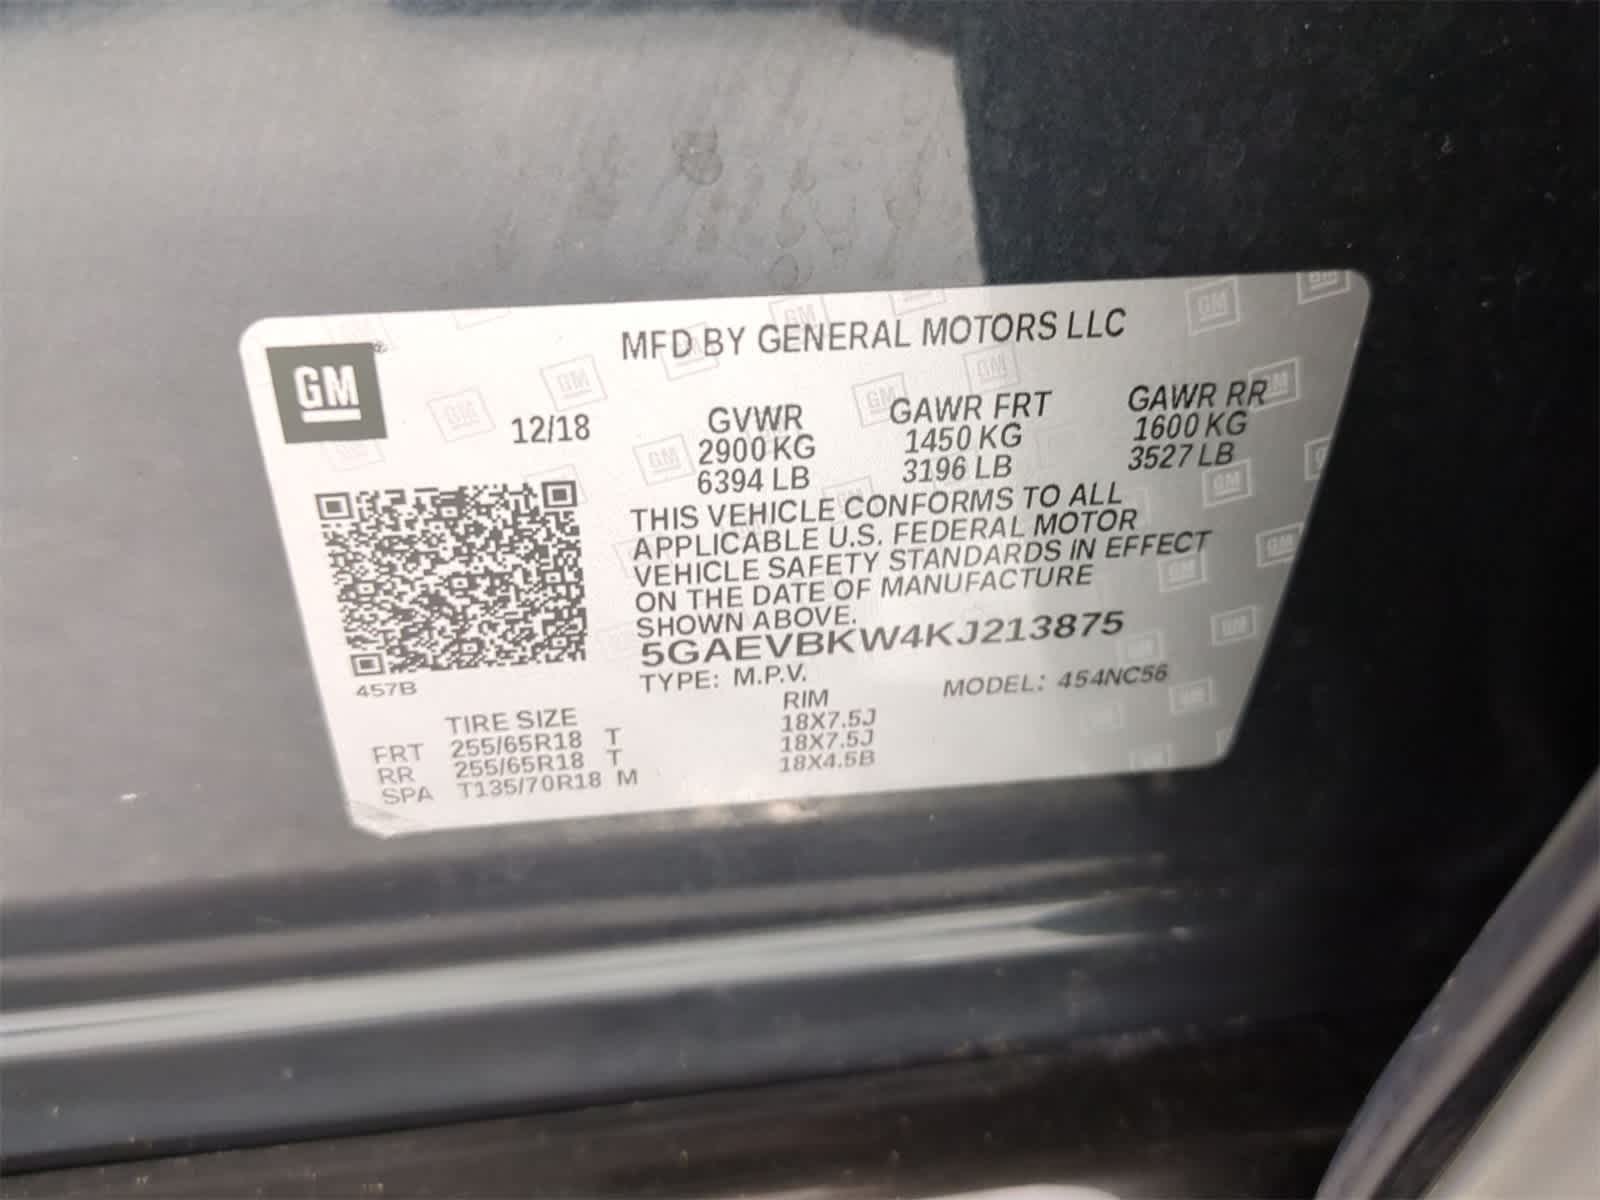 MFD BY GENERAL MOTORS LLC
GM
12/18
GVWR
2900 KG
6394 LB
GAWR FRT
1450 KG
3196 LB
GAWR RR
1600 KG
3527 LB
THIS VEHICLE CONFORMS TO ALL
APPLICABLE U.S. FEDERAL MOTOR
VEHICLE SAFETY STANDARDS IN EFFECT
ON THE DATE OF MANUFACTURE
SHOWN ABOVE.
5GAEVBKW4KJ213875
TYPE: M.P.V. MODEL: 454NC56
457B
TIRE SIZE RIM
FRT 255/65R18 T 18X7.5J
RR 255/65R18 T 18X7.5J
SPA T135/70R18 M 18X4.5B